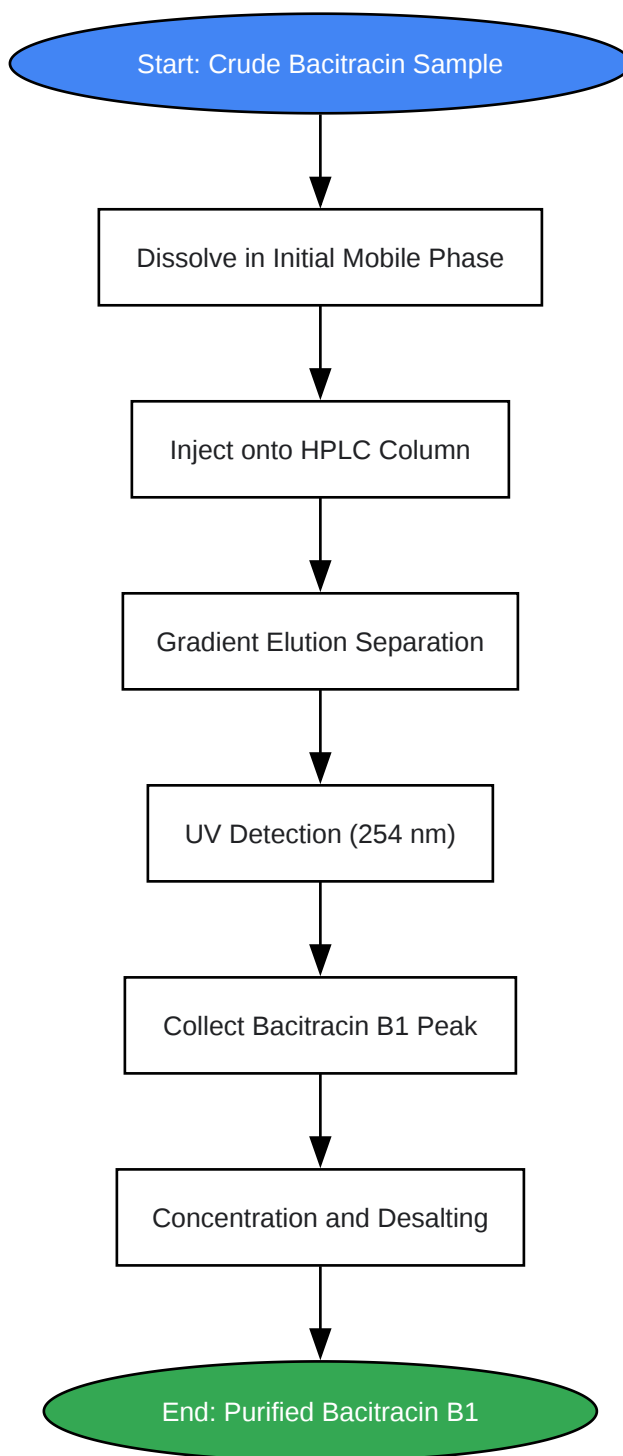 Start: Crude Bacitracin Sample
Dissolve in Initial Mobile Phase
Inject onto HPLC Column
Gradient Elution Separation
UV Detection (254 nm)
Collect Bacitracin B1 Peak
Concentration and Desalting
End: Purified Bacitracin B1